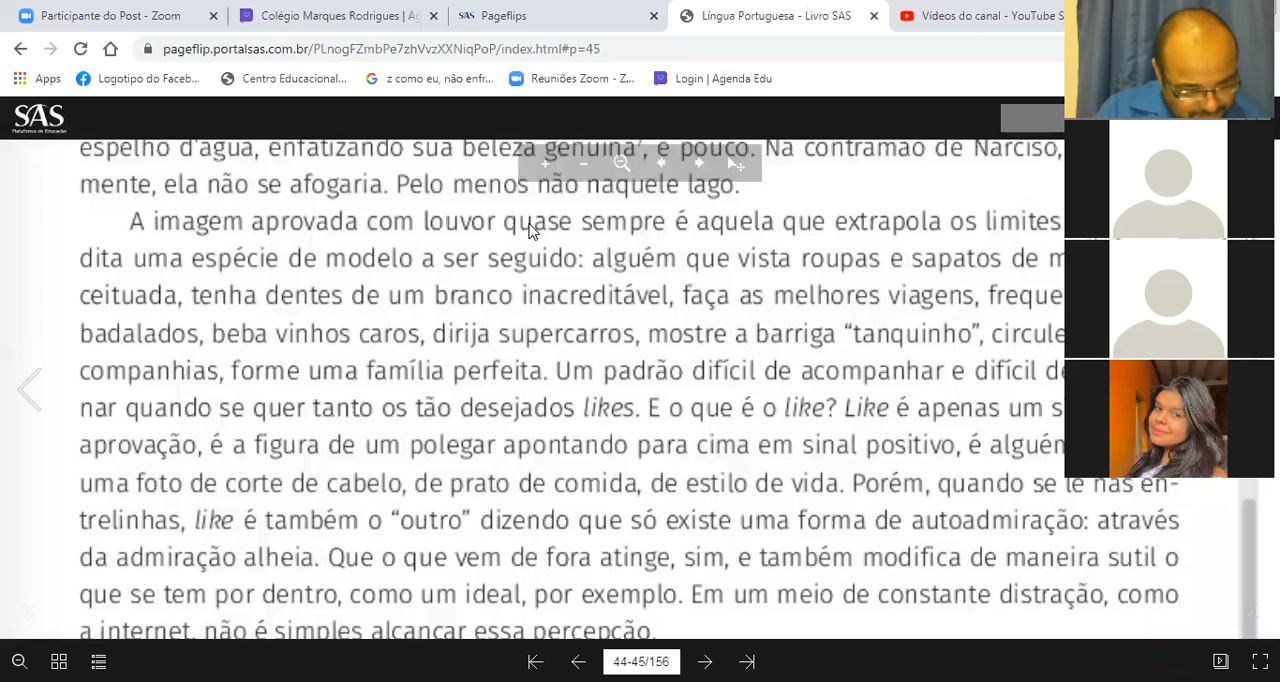 Participante do Post - Zoom
Colégio Marques Rodrigues | Ag
SAS Pageflips
Língua Portuguesa - Livro SAS
Vídeos do canal - YouTube S
pageflip.portalsas.com.br/PLnogFZmbPe7zhVvzXXNiqPoP/index.html#p=45
Apps
Logotipo do Faceb...
Centro Educacional...
z como eu, não enfr...
Reuniões Zoom - Z...
Login | Agenda Edu
SAS
Plataforma de Educação
espelho d'água, enfatizando sua beleza genuína', é pouco. Na contramão de Narciso,
mente, ela não se afogaria. Pelo menos não naquele lago.
A imagem aprovada com louvor quase sempre é aquela que extrapola os limites
dita uma espécie de modelo a ser seguido: alguém que vista roupas e sapatos de m
ceituada, tenha dentes de um branco inacreditável, faça as melhores viagens, freque
badalados, beba vinhos caros, dirija supercarros, mostre a barriga “tanquinho”, circule
companhias, forme uma família perfeita. Um padrão difícil de acompanhar e difícil de
nar quando se quer tanto os tão desejados likes. E o que é o like? Like é apenas um s
aprovação, é a figura de um polegar apontando para cima em sinal positivo, é alguém
uma foto de corte de cabelo, de prato de comida, de estilo de vida. Porém, quando se lê nas en-
trelinhas, like é também o “outro” dizendo que só existe uma forma de autoadmiração: através
da admiração alheia. Que o que vem de fora atinge, sim, e também modifica de maneira sutil o
que se tem por dentro, como um ideal, por exemplo. Em um meio de constante distração, como
a internet, não é simples alcançar essa percepção.
44-45/156